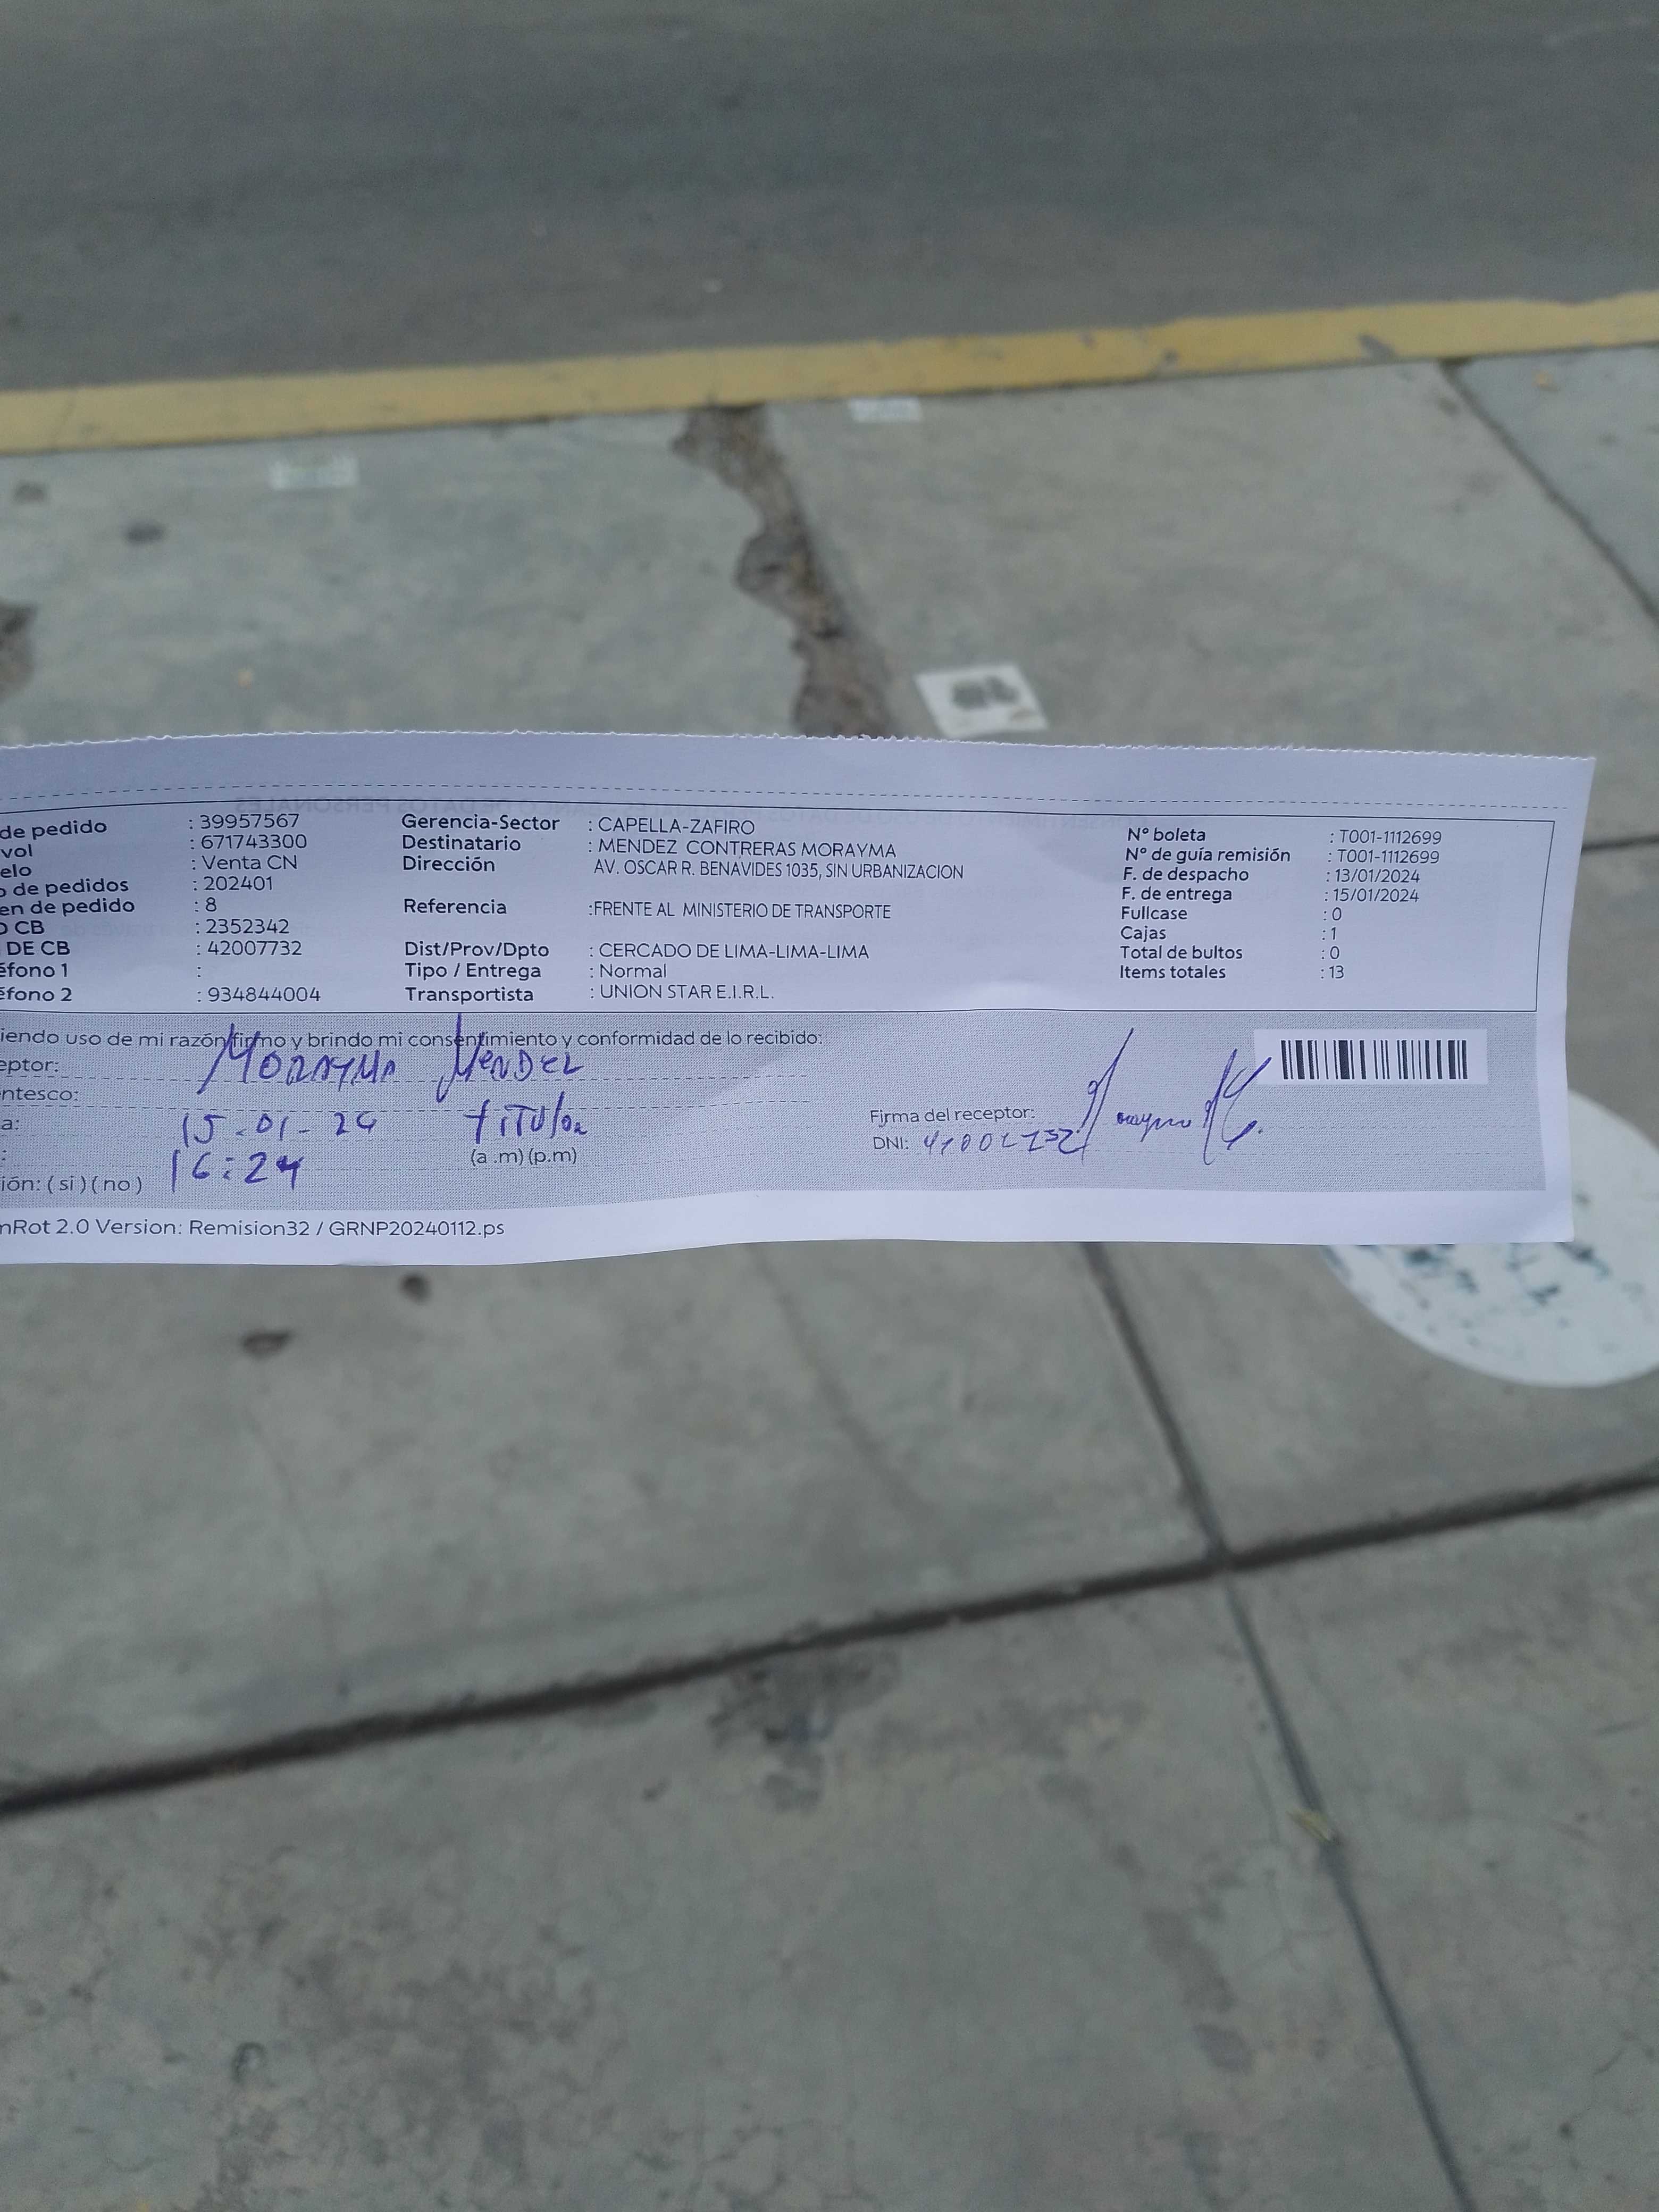 de pedido : 39957567 Gerencia-Sector : CAPELLA-ZAFIRO Nº boleta : T001-1112699
vol : 671743300 Destinatario : MENDEZ CONTRERAS MORAYMA Nº de guía remisión : T001-1112699
elo : Venta CN Dirección AV. OSCAR R. BENAVIDES 1035, SIN URBANIZACION F. de despacho : 13/01/2024
o de pedidos : 202401 F. de entrega : 15/01/2024
en de pedido : 8 Referencia :FRENTE AL MINISTERIO DE TRANSPORTE Fullcase : 0
O CB : 2352342 Cajas : 1
DE CB : 42007732 Dist/Prov/Dpto : CERCADO DE LIMA-LIMA-LIMA Total de bultos : 0
éfono 1 : Tipo / Entrega : Normal Items totales : 13
éfono 2 : 934844004 Transportista : UNION STAR E.I.R.L.
iendo uso de mi razón firmo y brindo mi consentimiento y conformidad de lo recibido:
eptor: MORAYMA MENDEZ
ntesco:
a: 15-01-24 TITULAR Firma del receptor:
: 16:24 (a .m) (p.m) DNI:
ión: ( si ) ( no )
nRot 2.0 Version: Remision32 / GRNP20240112.ps